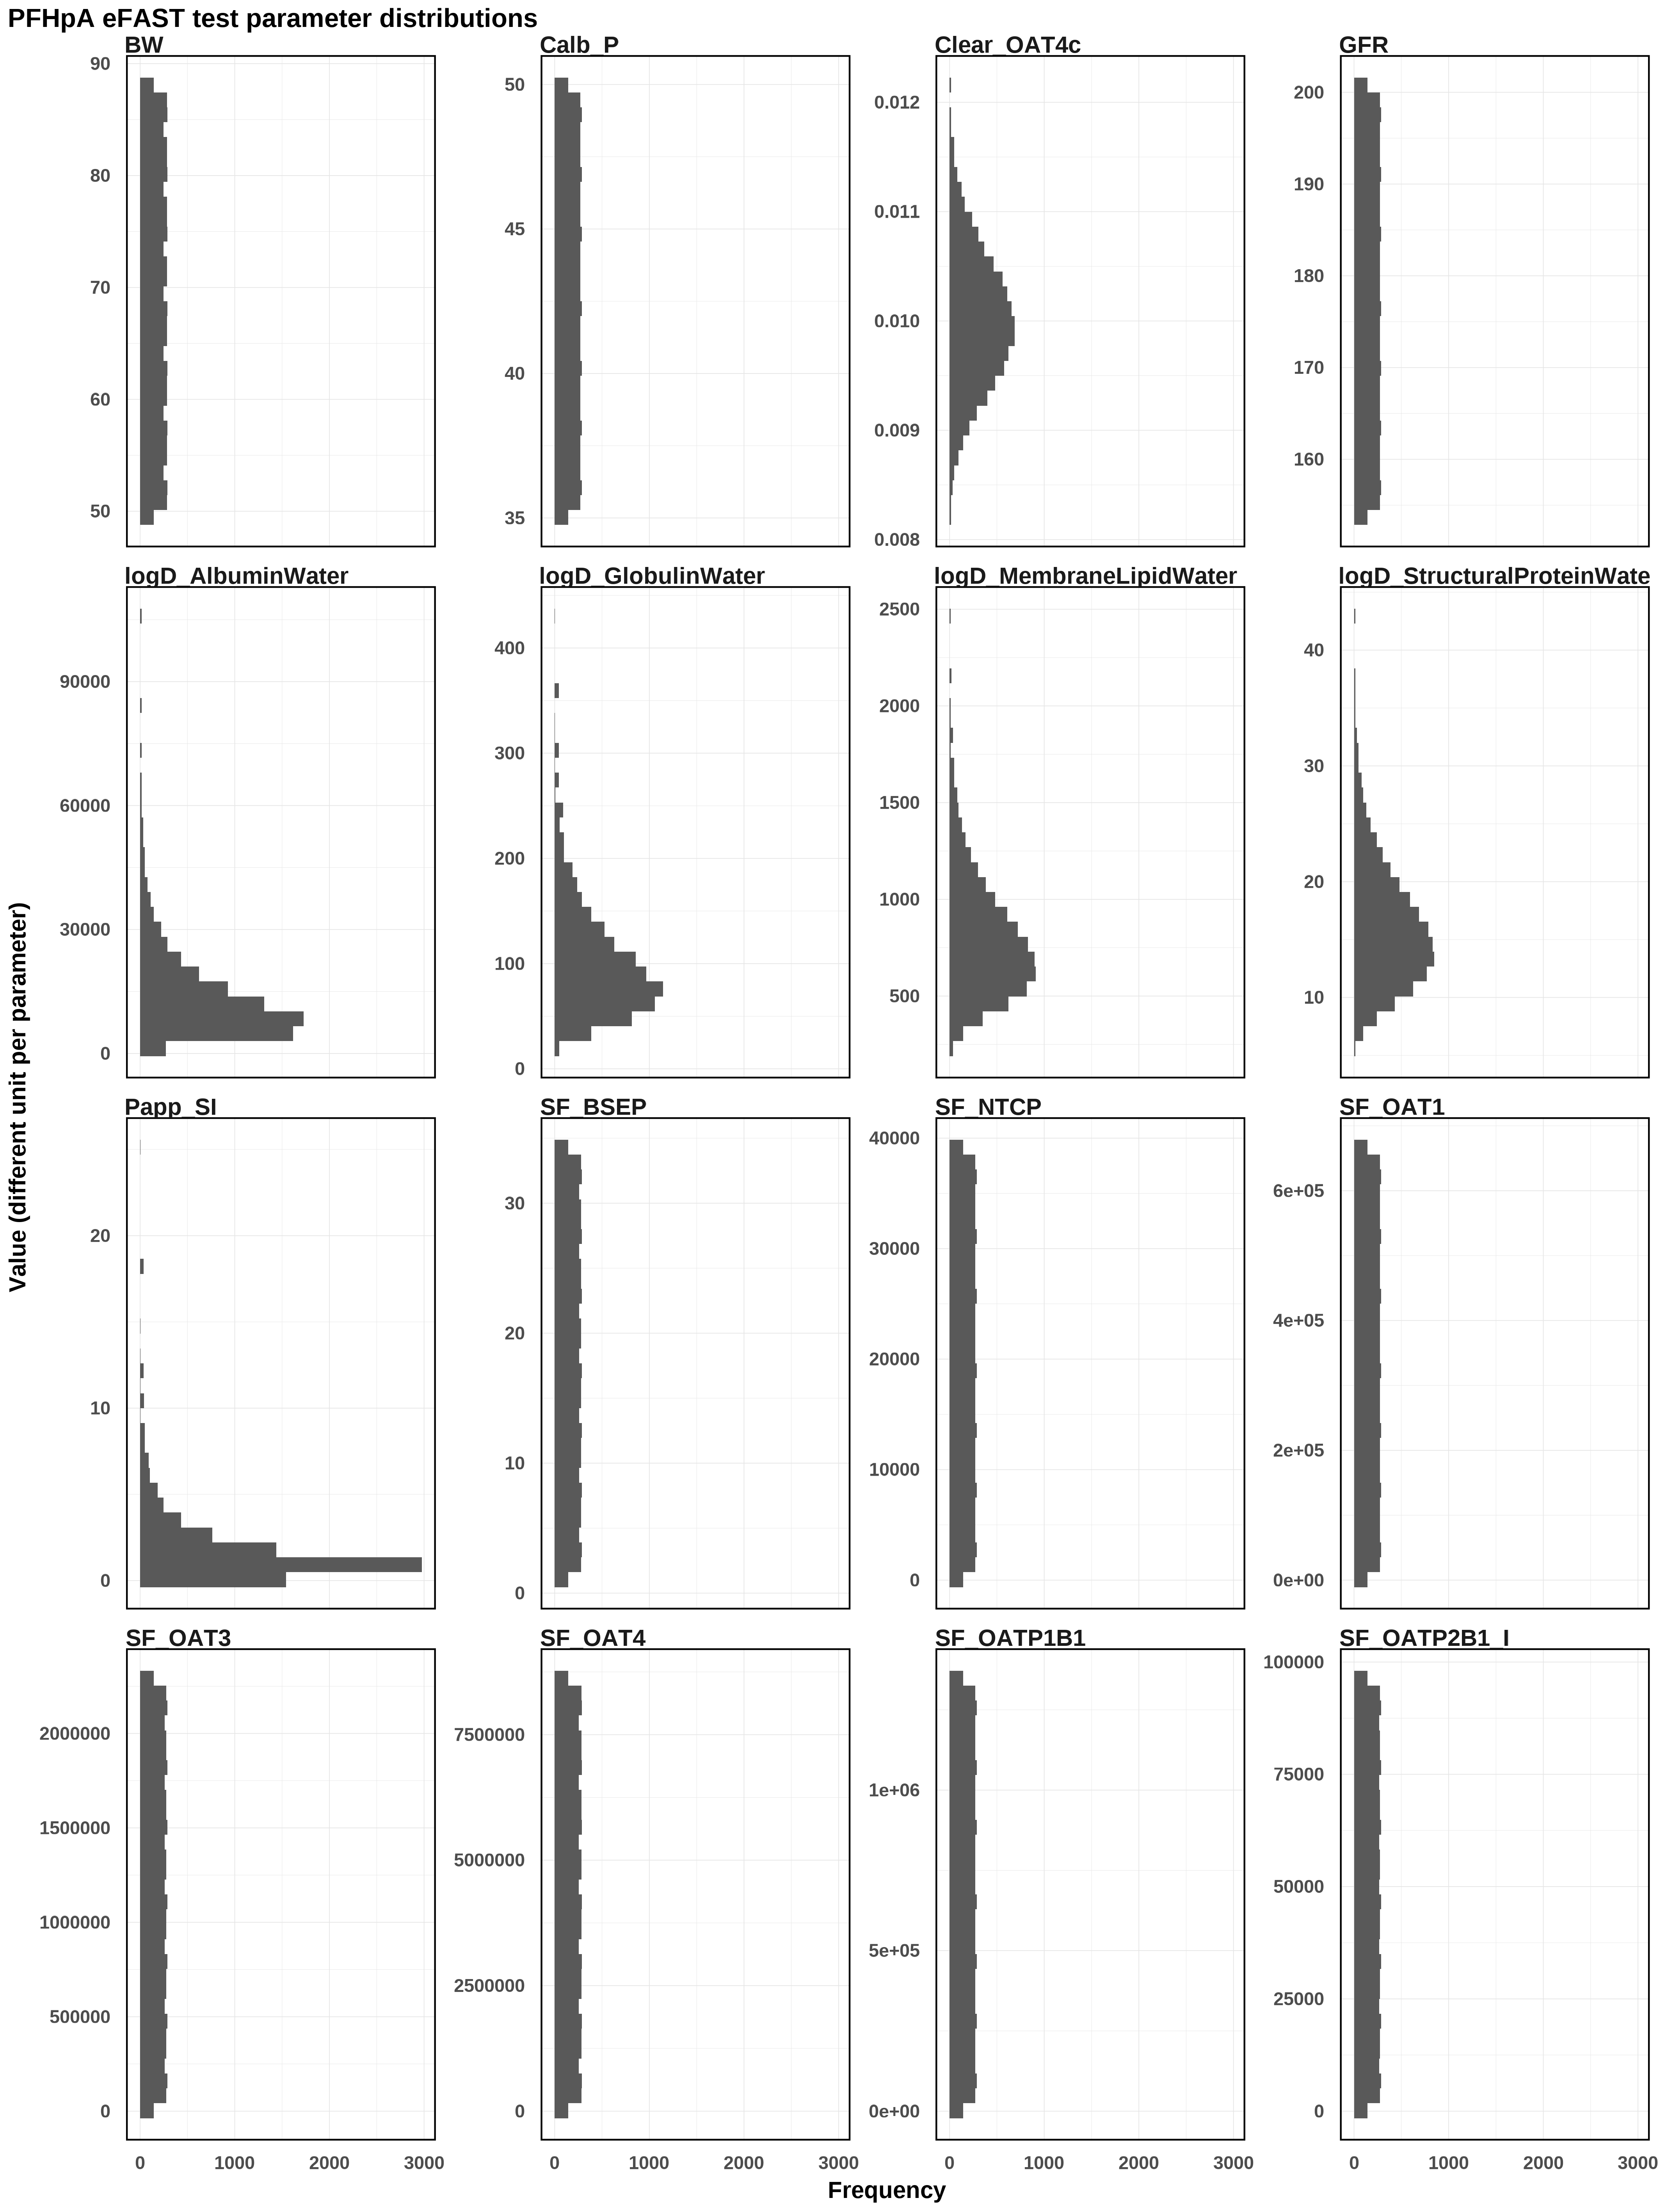 PFHpA eFAST test parameter distributions
BW
Calb_P
Clear_OAT4c
GFR
90
80
70
60
50
50
45
40
35
0.012
0.011
0.010
0.009
0.008
200
190
180
170
160
logD_AlbuminWater
logD_GlobulinWater
logD_MembraneLipidWater
logD_StructuralProteinWate
90000
60000
30000
0
400
300
200
100
0
2500
2000
1500
1000
500
40
30
20
10
Value (different unit per parameter)
Papp_SI
SF_BSEP
SF_NTCP
SF_OAT1
20
10
0
30
20
10
0
40000
30000
20000
10000
0
6e+05
4e+05
2e+05
0e+00
SF_OAT3
SF_OAT4
SF_OATP1B1
SF_OATP2B1_I
2000000
1500000
1000000
500000
0
7500000
5000000
2500000
0
1e+06
5e+05
0e+00
100000
75000
50000
25000
0
0 1000 2000 3000
0 1000 2000 3000
0 1000 2000 3000
0 1000 2000 3000
Frequency